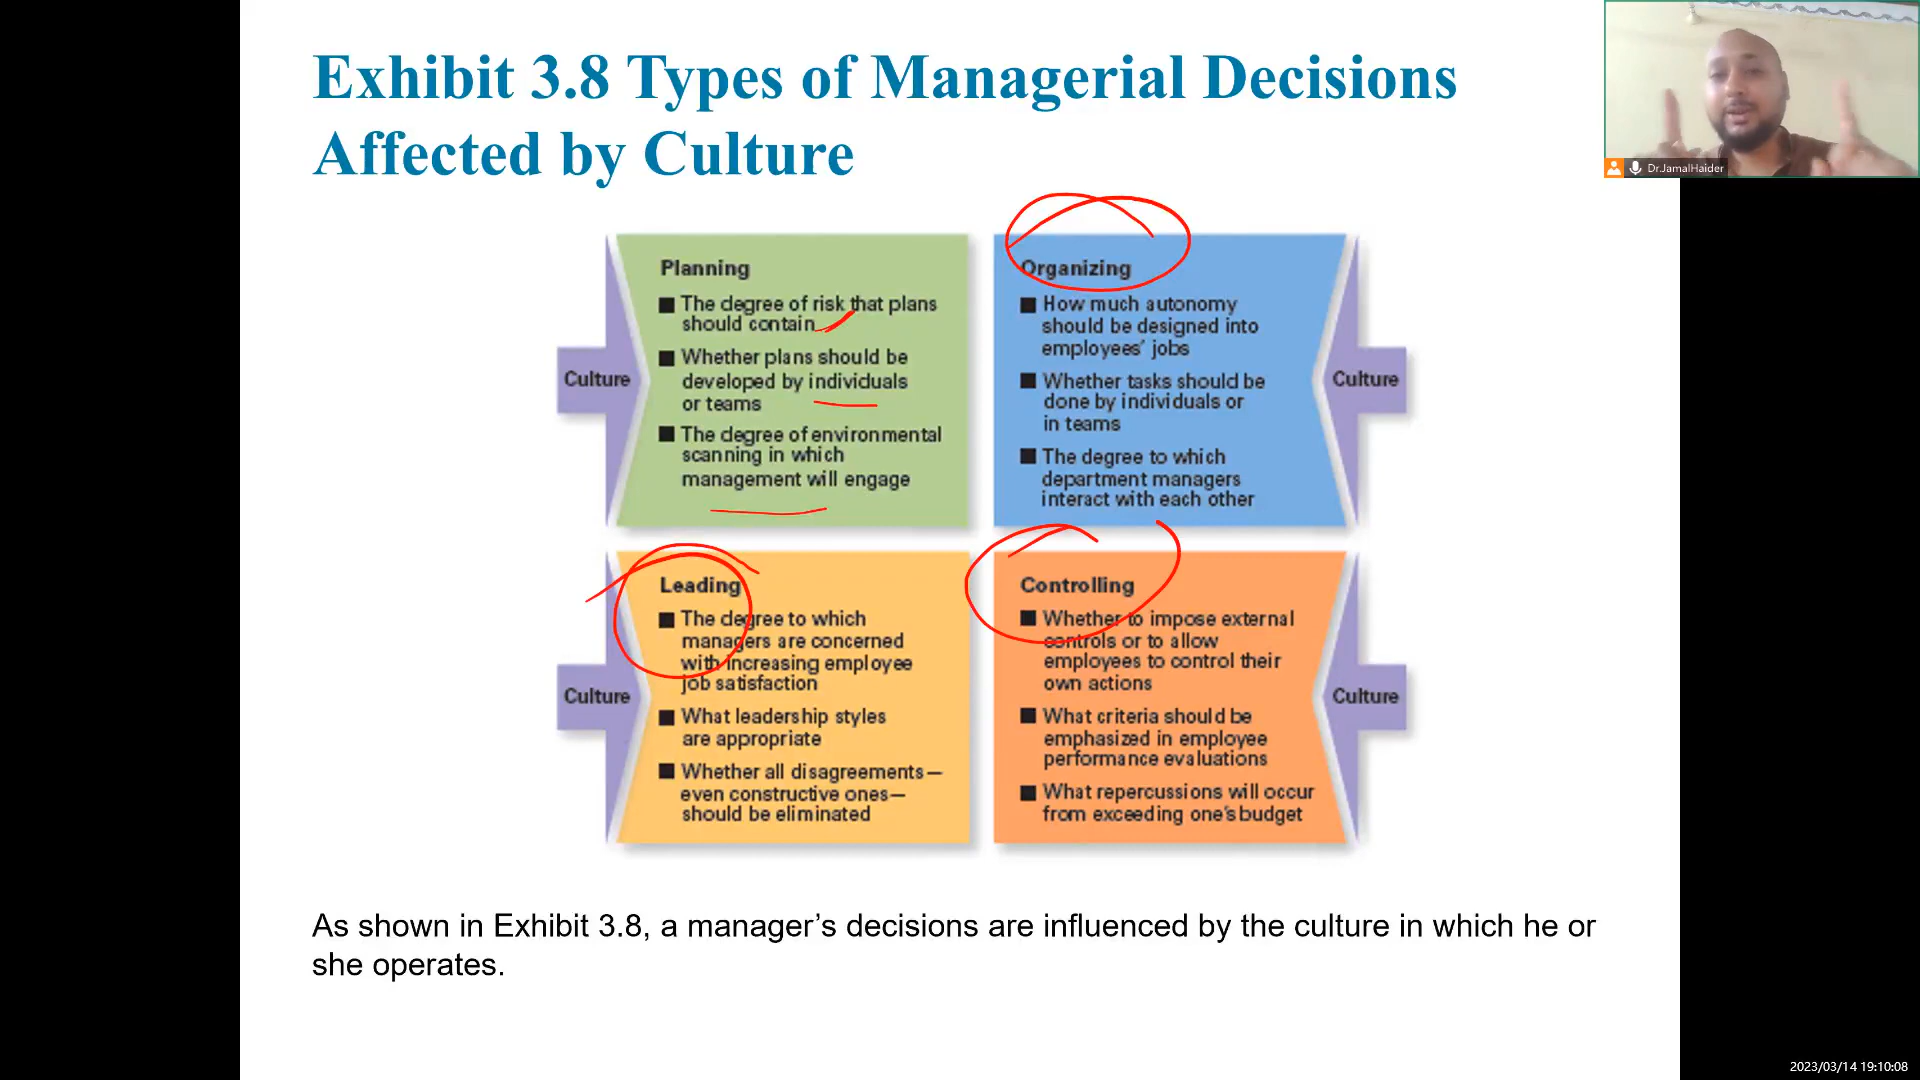 Exhibit 3.8 Types of Managerial Decisions
Affected by Culture
Dr.JamalHaider
Culture
Planning
■ The degree of risk that plans
should contain
■ Whether plans should be
developed by individuals
or teams
■ The degree of environmental
scanning in which
management will engage
Organizing
■ How much autonomy
should be designed into
employees' jobs
■ Whether tasks should be
done by individuals or
in teams
■ The degree to which
department managers
interact with each other
Culture
Culture
Leading
■ The degree to which
managers are concerned
with increasing employee
job satisfaction
■ What leadership styles
are appropriate
■ Whether all disagreements—
even constructive ones—
should be eliminated
Controlling
■ Whether to impose external
controls or to allow
employees to control their
own actions
■ What criteria should be
emphasized in employee
performance evaluations
■ What repercussions will occur
from exceeding one's budget
Culture
As shown in Exhibit 3.8, a manager’s decisions are influenced by the culture in which he or
she operates.
2023/03/14 19:10:08